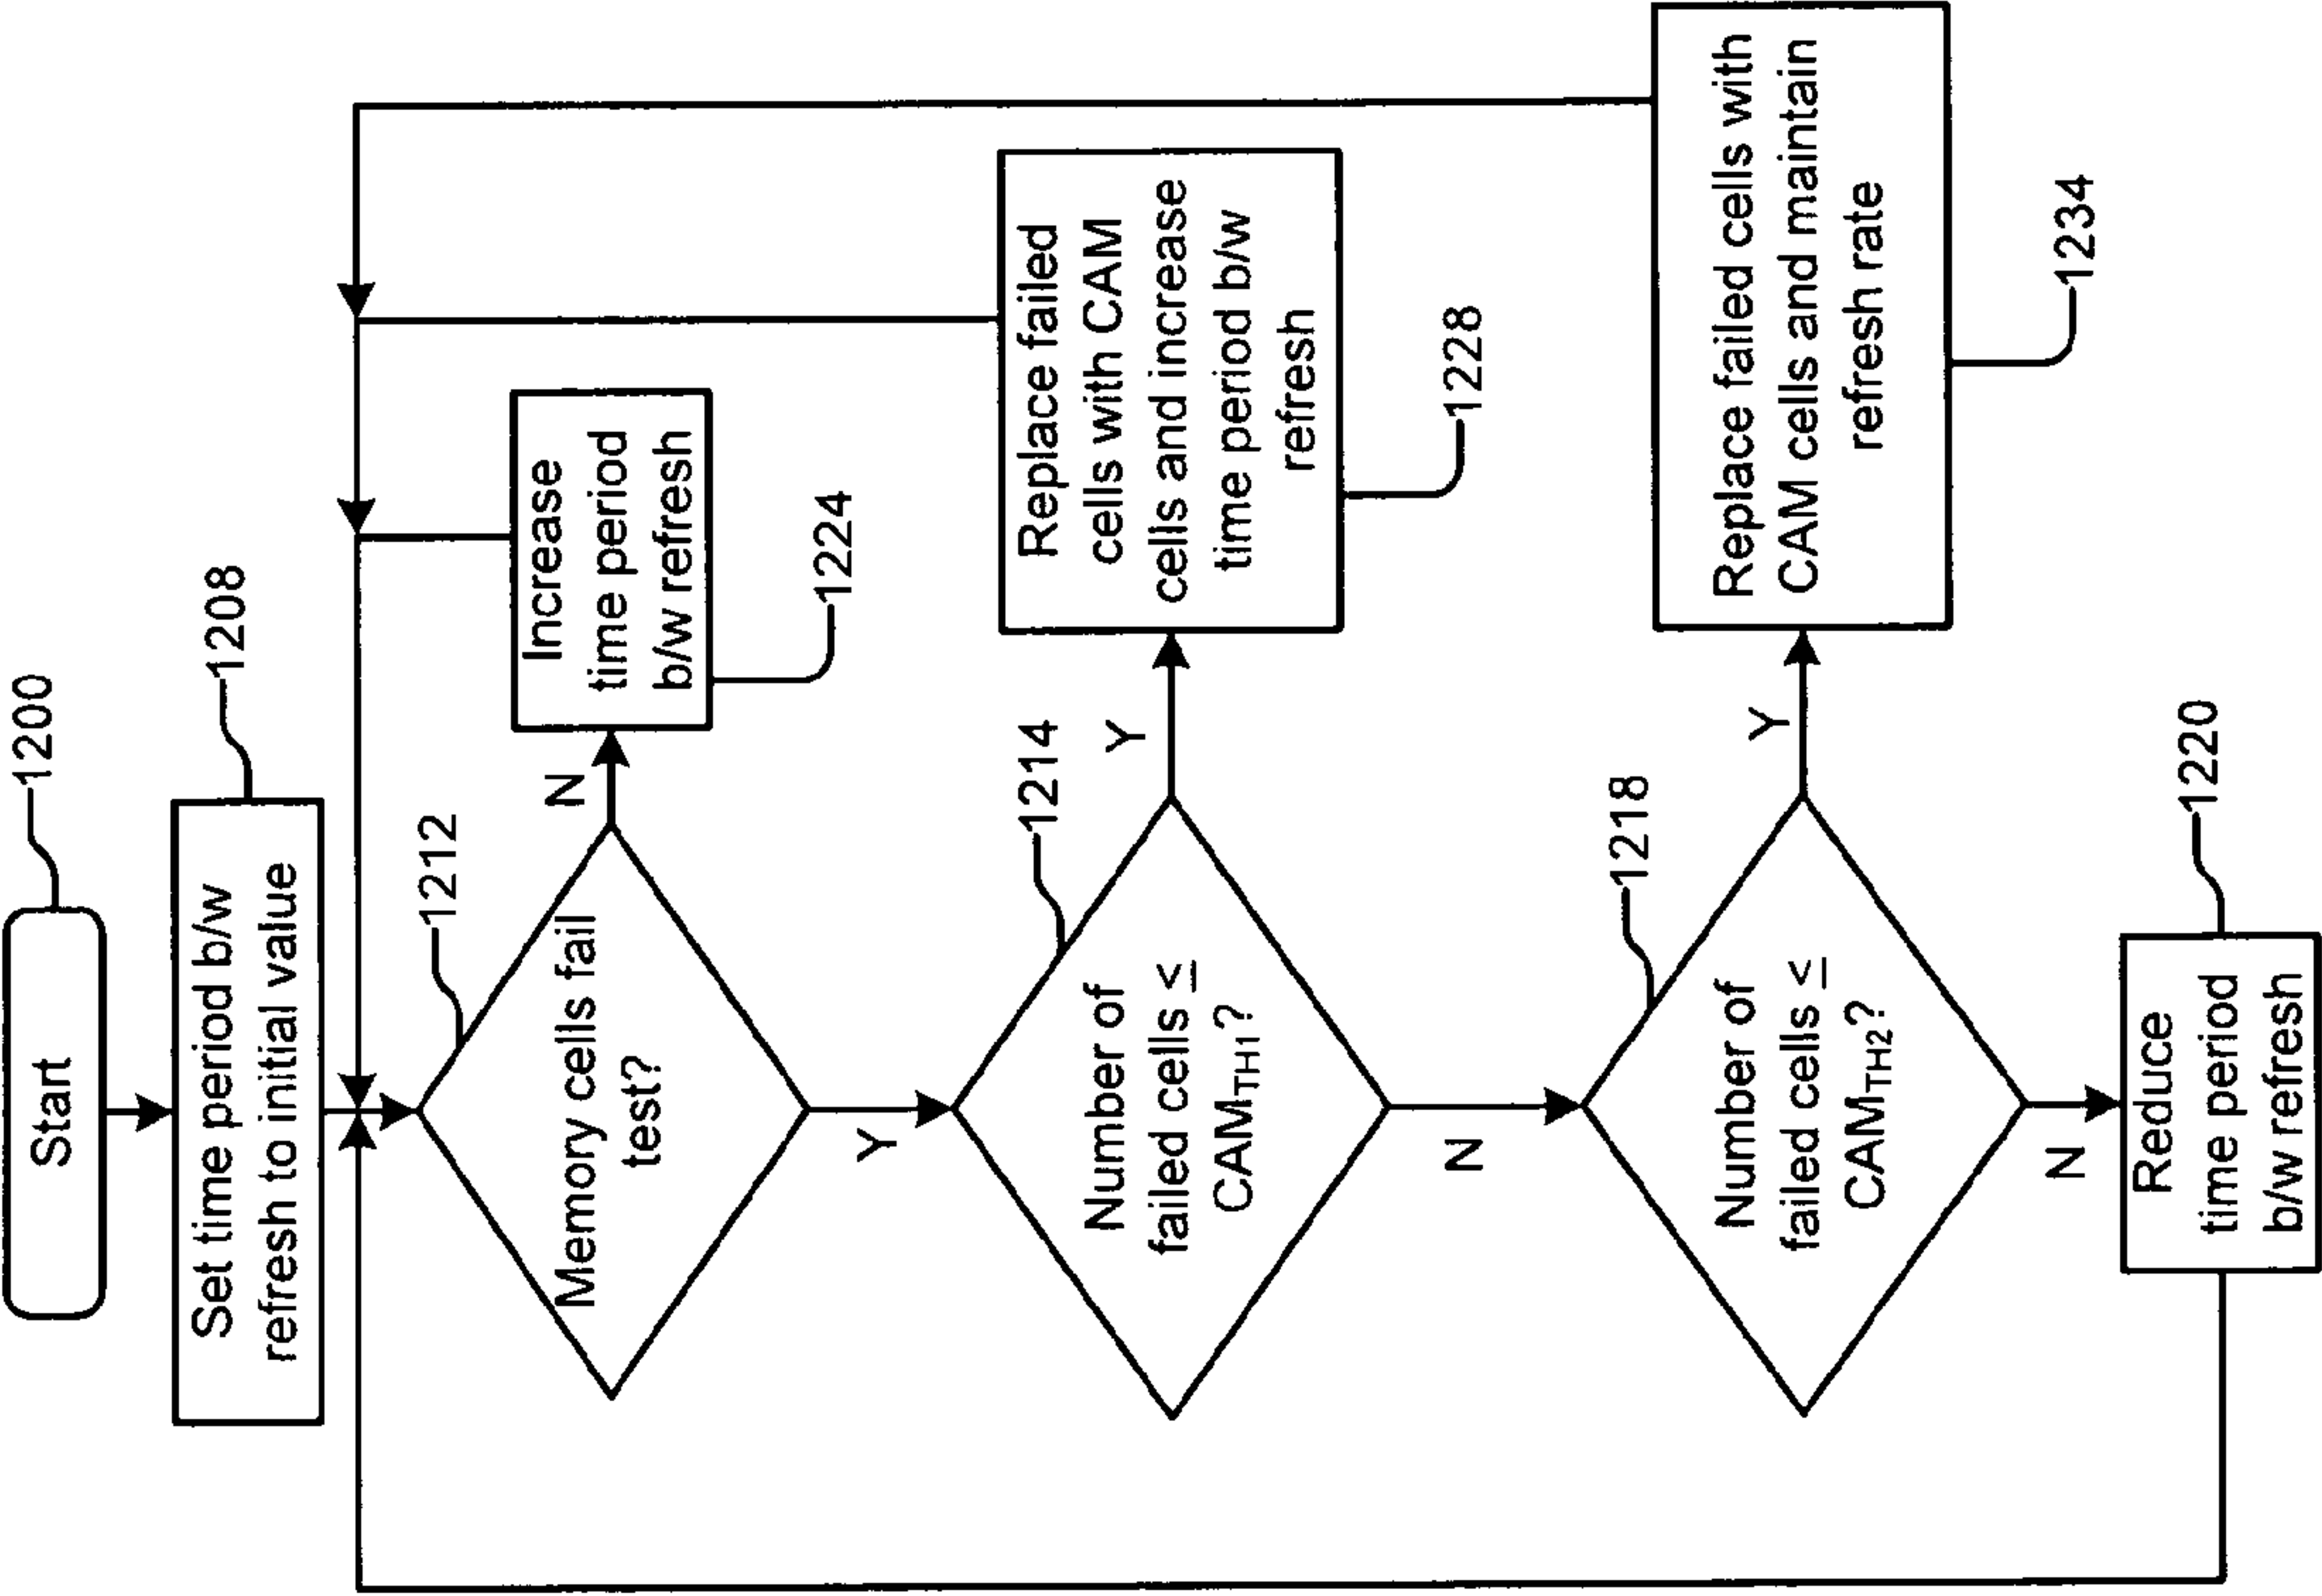 Start
1200
Set time period b/w
refresh to initial value
1208
Memory cells fail
test?
1212
N
Increase
time period
b/w refresh
1224
Y
Number of
failed cells ≤
CAMTH1?
1214
Y
Replace failed
cells with CAM
cells and increase
time period b/w
refresh
1228
N
Number of
failed cells ≤
CAMTH2?
1218
Y
Replace failed cells with
CAM cells and maintain
refresh rate
1234
N
Reduce
time period
b/w refresh
1220